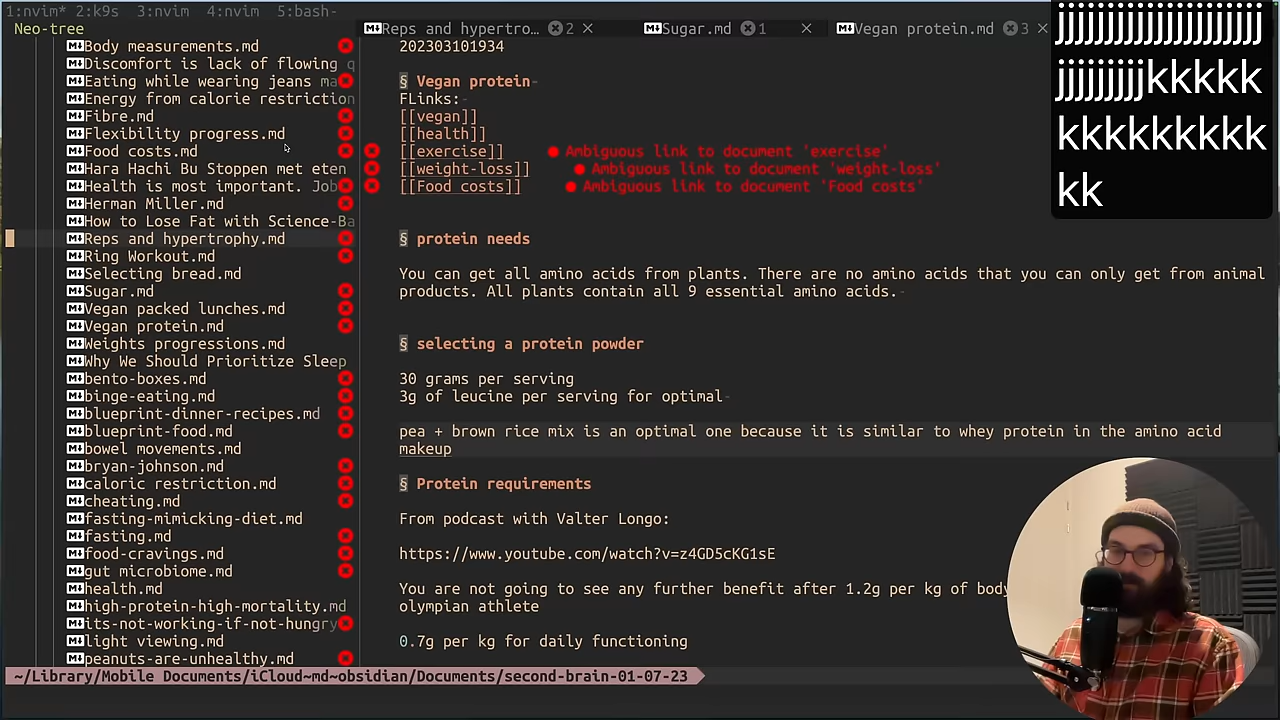 1:nvim* 2:k9s 3:nvim 4:nvim 5:bash-
Neo-tree
Reps and hypertro… 2
Sugar.md 1
Vegan protein.md 3
Body measurements.md
Discomfort is lack of flowing q
Eating while wearing jeans ma
Energy from calorie restriction
Fibre.md
Flexibility progress.md
Food costs.md
Hara Hachi Bu Stoppen met eten
Health is most important. Job
Herman Miller.md
How to Lose Fat with Science-Ba
Reps and hypertrophy.md
Ring Workout.md
Selecting bread.md
Sugar.md
Vegan packed lunches.md
Vegan protein.md
Weights progressions.md
Why We Should Prioritize Sleep
bento-boxes.md
binge-eating.md
blueprint-dinner-recipes.md
blueprint-food.md
bowel movements.md
bryan-johnson.md
caloric restriction.md
cheating.md
fasting-mimicking-diet.md
fasting.md
food-cravings.md
gut microbiome.md
health.md
high-protein-high-mortality.md
its-not-working-if-not-hungry
light viewing.md
peanuts-are-unhealthy.md
202303101934
§ Vegan protein-
FLinks:-
[[vegan]]
[[health]]
[[exercise]] Ambiguous link to document 'exercise'
[[weight-loss]] Ambiguous link to document 'weight-loss'
[[Food costs]] Ambiguous link to document 'Food costs'
§ protein needs
You can get all amino acids from plants. There are no amino acids that you can only get from animal
products. All plants contain all 9 essential amino acids.-
§ selecting a protein powder
30 grams per serving
3g of leucine per serving for optimal-
pea + brown rice mix is an optimal one because it is similar to whey protein in the amino acid
makeup
§ Protein requirements
From podcast with Valter Longo:
https://www.youtube.com/watch?v=z4GD5cKG1sE
You are not going to see any further benefit after 1.2g per kg of body
olympian athlete
0.7g per kg for daily functioning
~/Library/Mobile Documents/iCloud~md~obsidian/Documents/second-brain-01-07-23
jjjjjjjjjjjjjjjjjjjj
jjjjjjjjjkkkkk
kkkkkkkkkk
kk